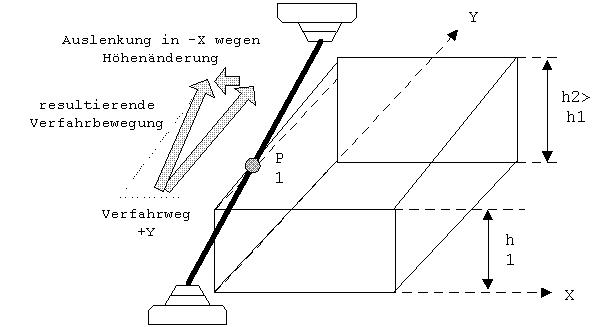 Auslenkung in -X wegen
Höhenänderung
Y
resultierende
Verfahrbewegung
h2>
h1
P
1
Verfahrweg
+Y
h
1
X